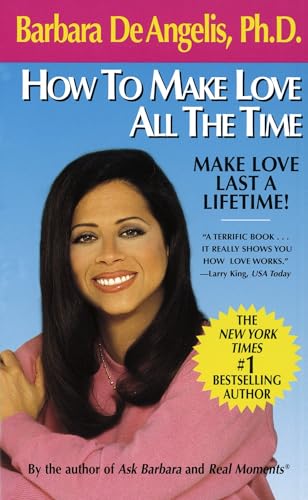 Barbara De Angelis, Ph.D.
HOW TO MAKE LOVE
ALL THE TIME
MAKE LOVE
LAST A
LIFETIME!
"A TERRIFIC BOOK . . .
IT REALLY SHOWS YOU
HOW LOVE WORKS."
—Larry King, USA Today
THE
NEW YORK
TIMES
#1
BESTSELLING
AUTHOR
By the author of Ask Barbara and Real Moments®